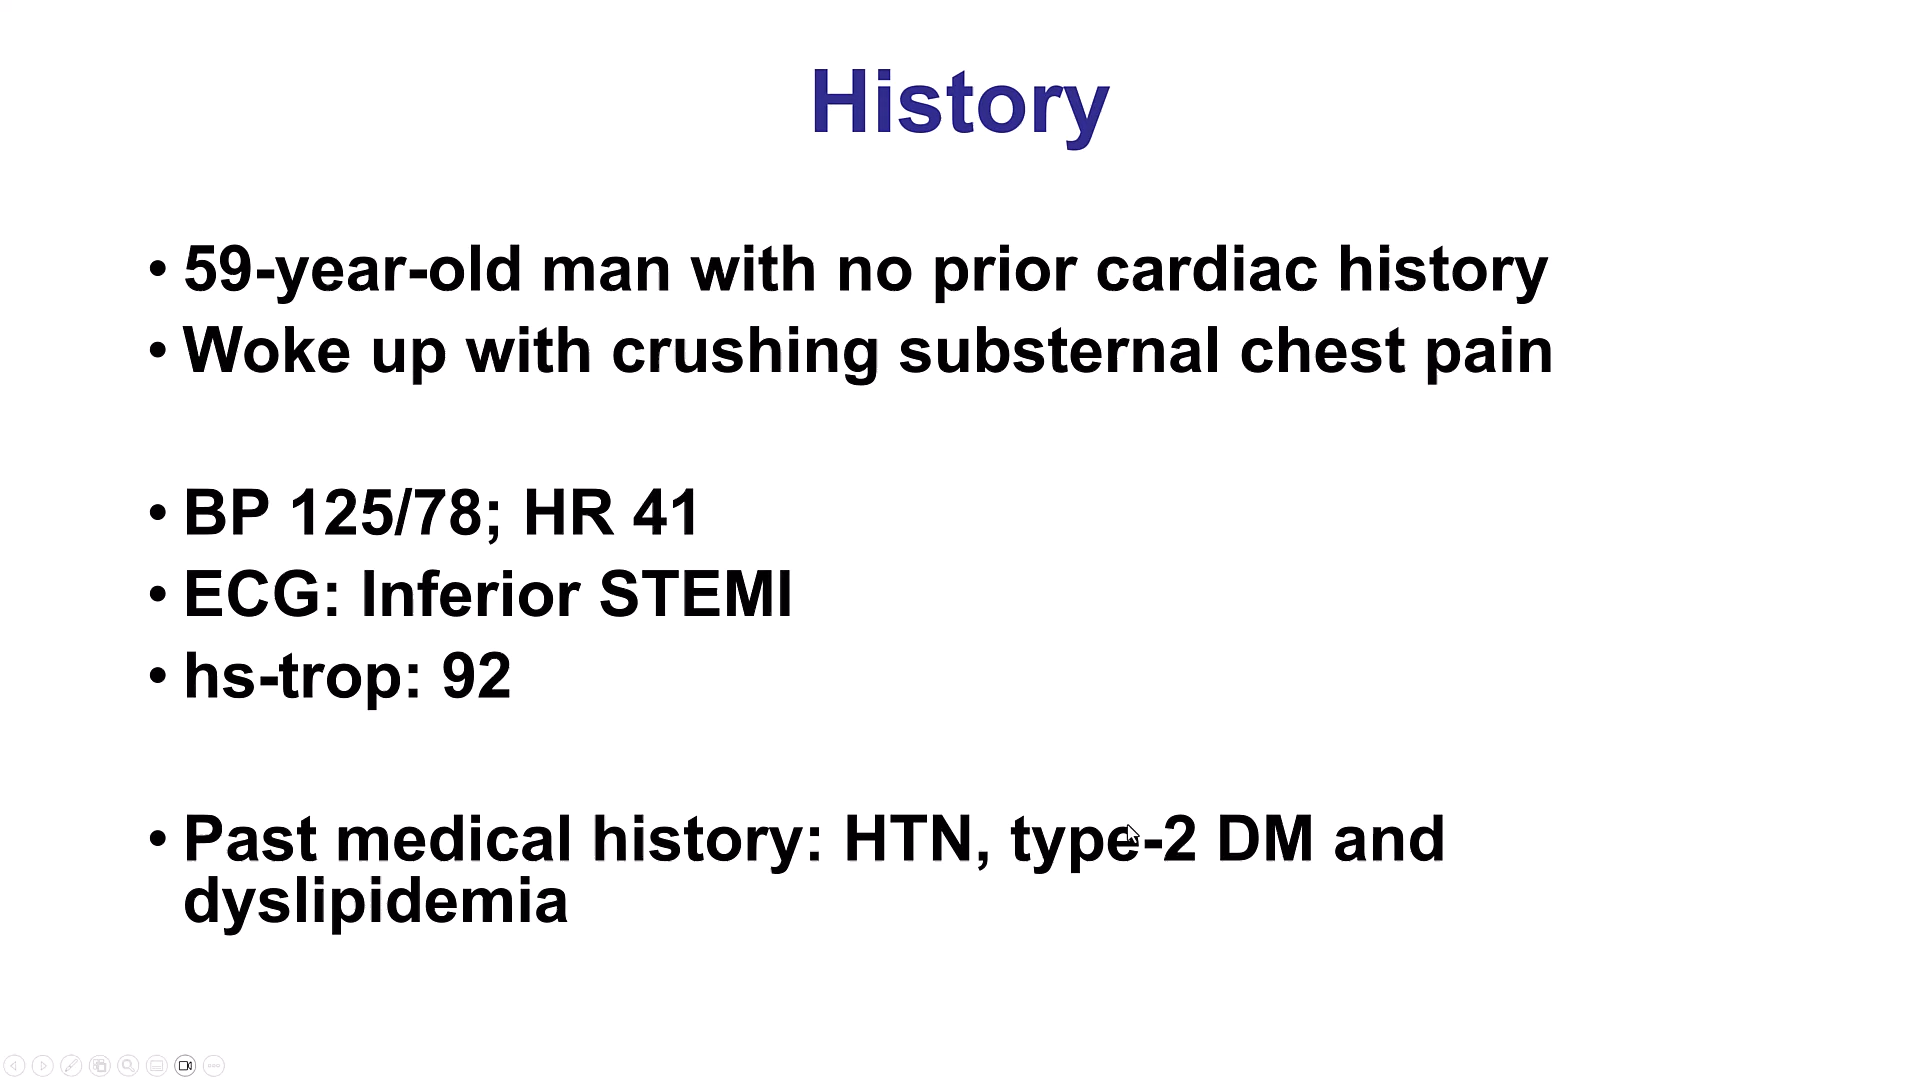 History
• 59-year-old man with no prior cardiac history
• Woke up with crushing substernal chest pain
• BP 125/78; HR 41
• ECG: Inferior STEMI
• hs-trop: 92
• Past medical history: HTN, type-2 DM and
dyslipidemia